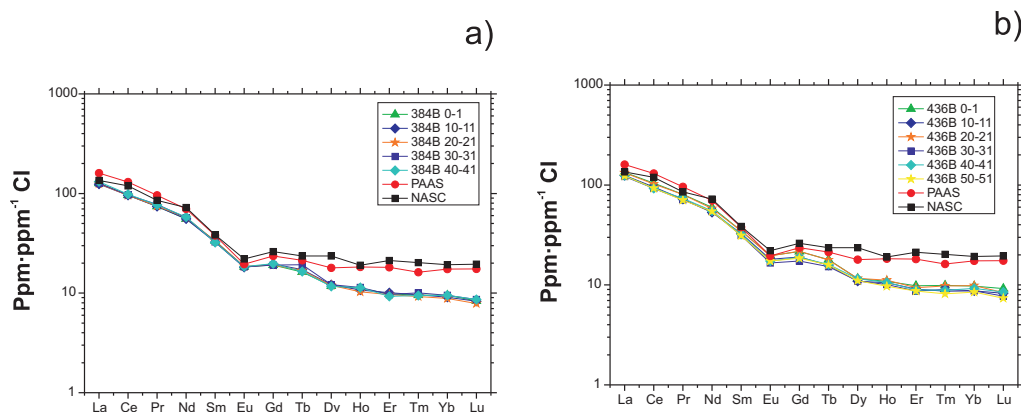 a)
1000
100
10
1
Ppm·ppm⁻¹ CI
384B 0-1
384B 10-11
384B 20-21
384B 30-31
384B 40-41
PAAS
NASC
La Ce Pr Nd Sm Eu Gd Tb Dy Ho Er Tm Yb Lu
b)
1000
100
10
1
Ppm·ppm⁻¹ CI
436B 0-1
436B 10-11
436B 20-21
436B 30-31
436B 40-41
436B 50-51
PAAS
NASC
La Ce Pr Nd Sm Eu Gd Tb Dy Ho Er Tm Yb Lu